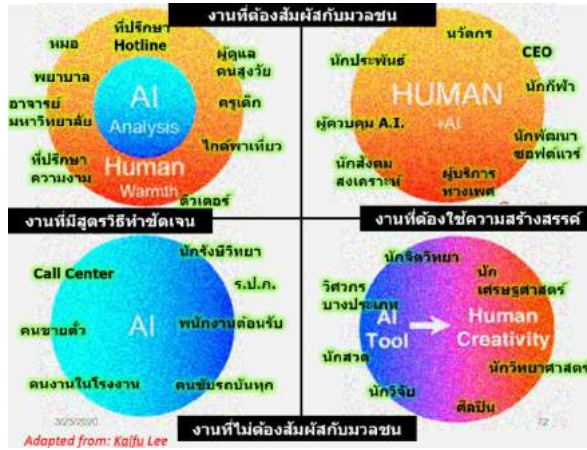 งานที่ต้องสัมผัสกับมวลชน
หมอ
ที่ปรึกษา
Hotline
ผู้ดูแล
คนสูงวัย
พยาบาล
AI
Analysis
ครูเด็ก
อาจารย์
มหาวิทยาลัย
ไกด์พาเที่ยว
ที่ปรึกษา
ความงาม
Human
Warmth
ติวเตอร์
นวัตกร
CEO
นักประพันธ์
นักกีฬา
HUMAN
+AI
ผู้ควบคุม A.I.
นักพัฒนา
ซอฟต์แวร์
นักสังคม
สงเคราะห์
ผู้บริการ
ทางเพศ
งานที่มีสูตรวิธีทำชัดเจน
งานที่ต้องใช้ความสร้างสรรค์
Call Center
นักรังษีวิทยา
ร.ป.ภ.
AI
พนักงานต้อนรับ
คนขายตั๋ว
คนงานในโรงงาน
คนขับรถบันทุก
นักจิตวิทยา
วิศวกร
บางประเภท
นัก
เศรษฐศาสตร์
AI
Tool
Human
Creativity
นักสวด
นักวิทยาศาสตร์
นักวิจัย
ศิลปิน
3/25/2020
72
งานที่ไม่ต้องสัมผัสกับมวลชน
Adapted from: Kaifu Lee